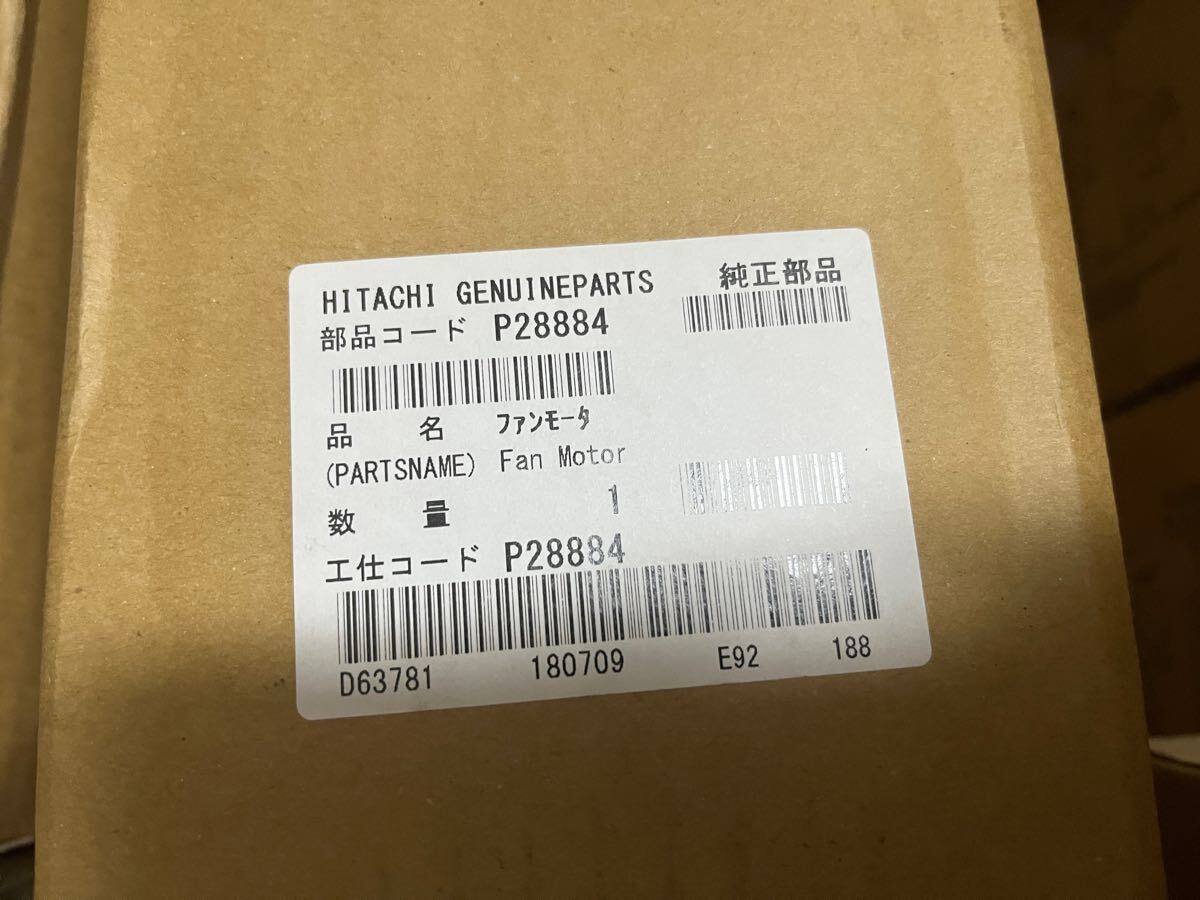 HITACHI GENUINEPARTS 純正部品
部品コード P28884
品 名 ファンモータ
(PARTSNAME) Fan Motor
数 量 1
工仕コード P28884
D63781 180709 E92 188